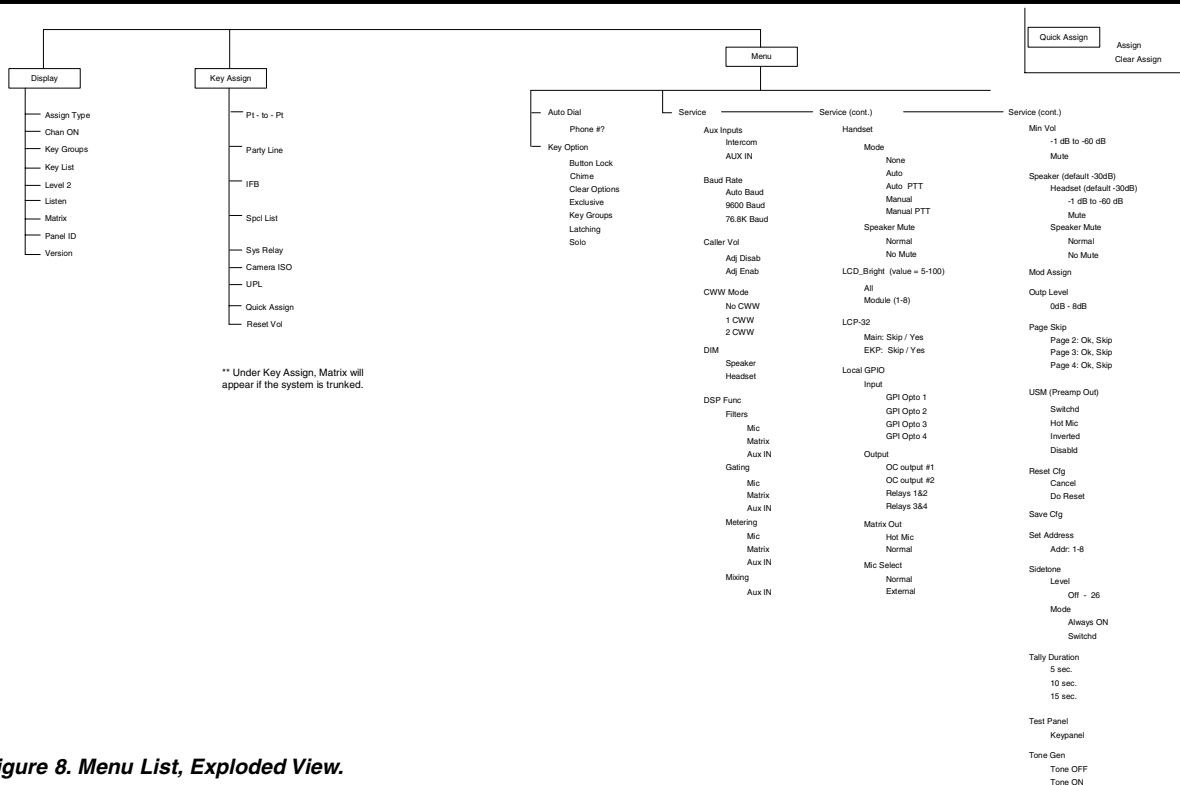 Quick Assign
Assign
Clear Assign
Menu
Display
Key Assign
Assign Type
Chan ON
Key Groups
Key List
Level 2
Listen
Matrix
Panel ID
Version
Pt - to - Pt
Party Line
IFB
Spcl List
Sys Relay
Camera ISO
UPL
Quick Assign
Reset Vol
** Under Key Assign, Matrix will
appear if the system is trunked.
Auto Dial
Phone #?
Key Option
Button Lock
Chime
Clear Options
Exclusive
Key Groups
Latching
Solo
Service
Aux Inputs
Intercom
AUX IN
Baud Rate
Auto Baud
9600 Baud
76.8K Baud
Caller Vol
Adj Disab
Adj Enab
CWW Mode
No CWW
1 CWW
2 CWW
DIM
Speaker
Headset
DSP Func
Filters
Mic
Matrix
Aux IN
Gating
Mic
Matrix
Aux IN
Metering
Mic
Matrix
Aux IN
Mixing
Aux IN
Service (cont.)
Handset
Mode
None
Auto
Auto PTT
Manual
Manual PTT
Speaker Mute
Normal
No Mute
LCD_Bright (value = 5-100)
All
Module (1-8)
LCP-32
Main: Skip / Yes
EKP: Skip / Yes
Local GPIO
Input
GPI Opto 1
GPI Opto 2
GPI Opto 3
GPI Opto 4
Output
OC output #1
OC output #2
Relays 1&2
Relays 3&4
Matrix Out
Hot Mic
Normal
Mic Select
Normal
External
Service (cont.)
Min Vol
-1 dB to -60 dB
Mute
Speaker (default -30dB)
Headset (default -30dB)
-1 dB to -60 dB
Mute
Speaker Mute
Normal
No Mute
Mod Assign
Outp Level
0dB - 8dB
Page Skip
Page 2: Ok, Skip
Page 3: Ok, Skip
Page 4: Ok, Skip
USM (Preamp Out)
Switchd
Hot Mic
Inverted
Disabld
Reset Cfg
Cancel
Do Reset
Save Cfg
Set Address
Addr: 1-8
Sidetone
Level
Off - 26
Mode
Always ON
Switchd
Tally Duration
5 sec.
10 sec.
15 sec.
Test Panel
Keypanel
Tone Gen
Tone OFF
Tone ON
igure 8. Menu List, Exploded View.